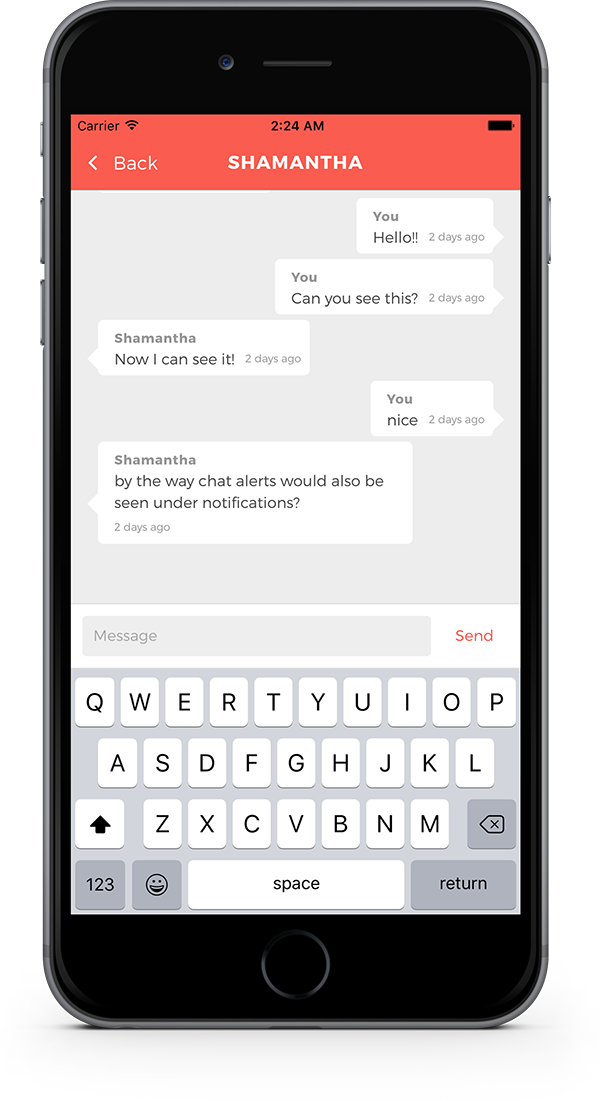 Carrier 2:24 AM
Back SHAMANTHA
You
Hello!! 2 days ago
You
Can you see this? 2 days ago
Shamantha
Now I can see it! 2 days ago
You
nice 2 days ago
Shamantha
by the way chat alerts would also be
seen under notifications?
2 days ago
Message Send
Q W E R T Y U I O P
A S D F G H J K L
Z X C V B N M
123 space return